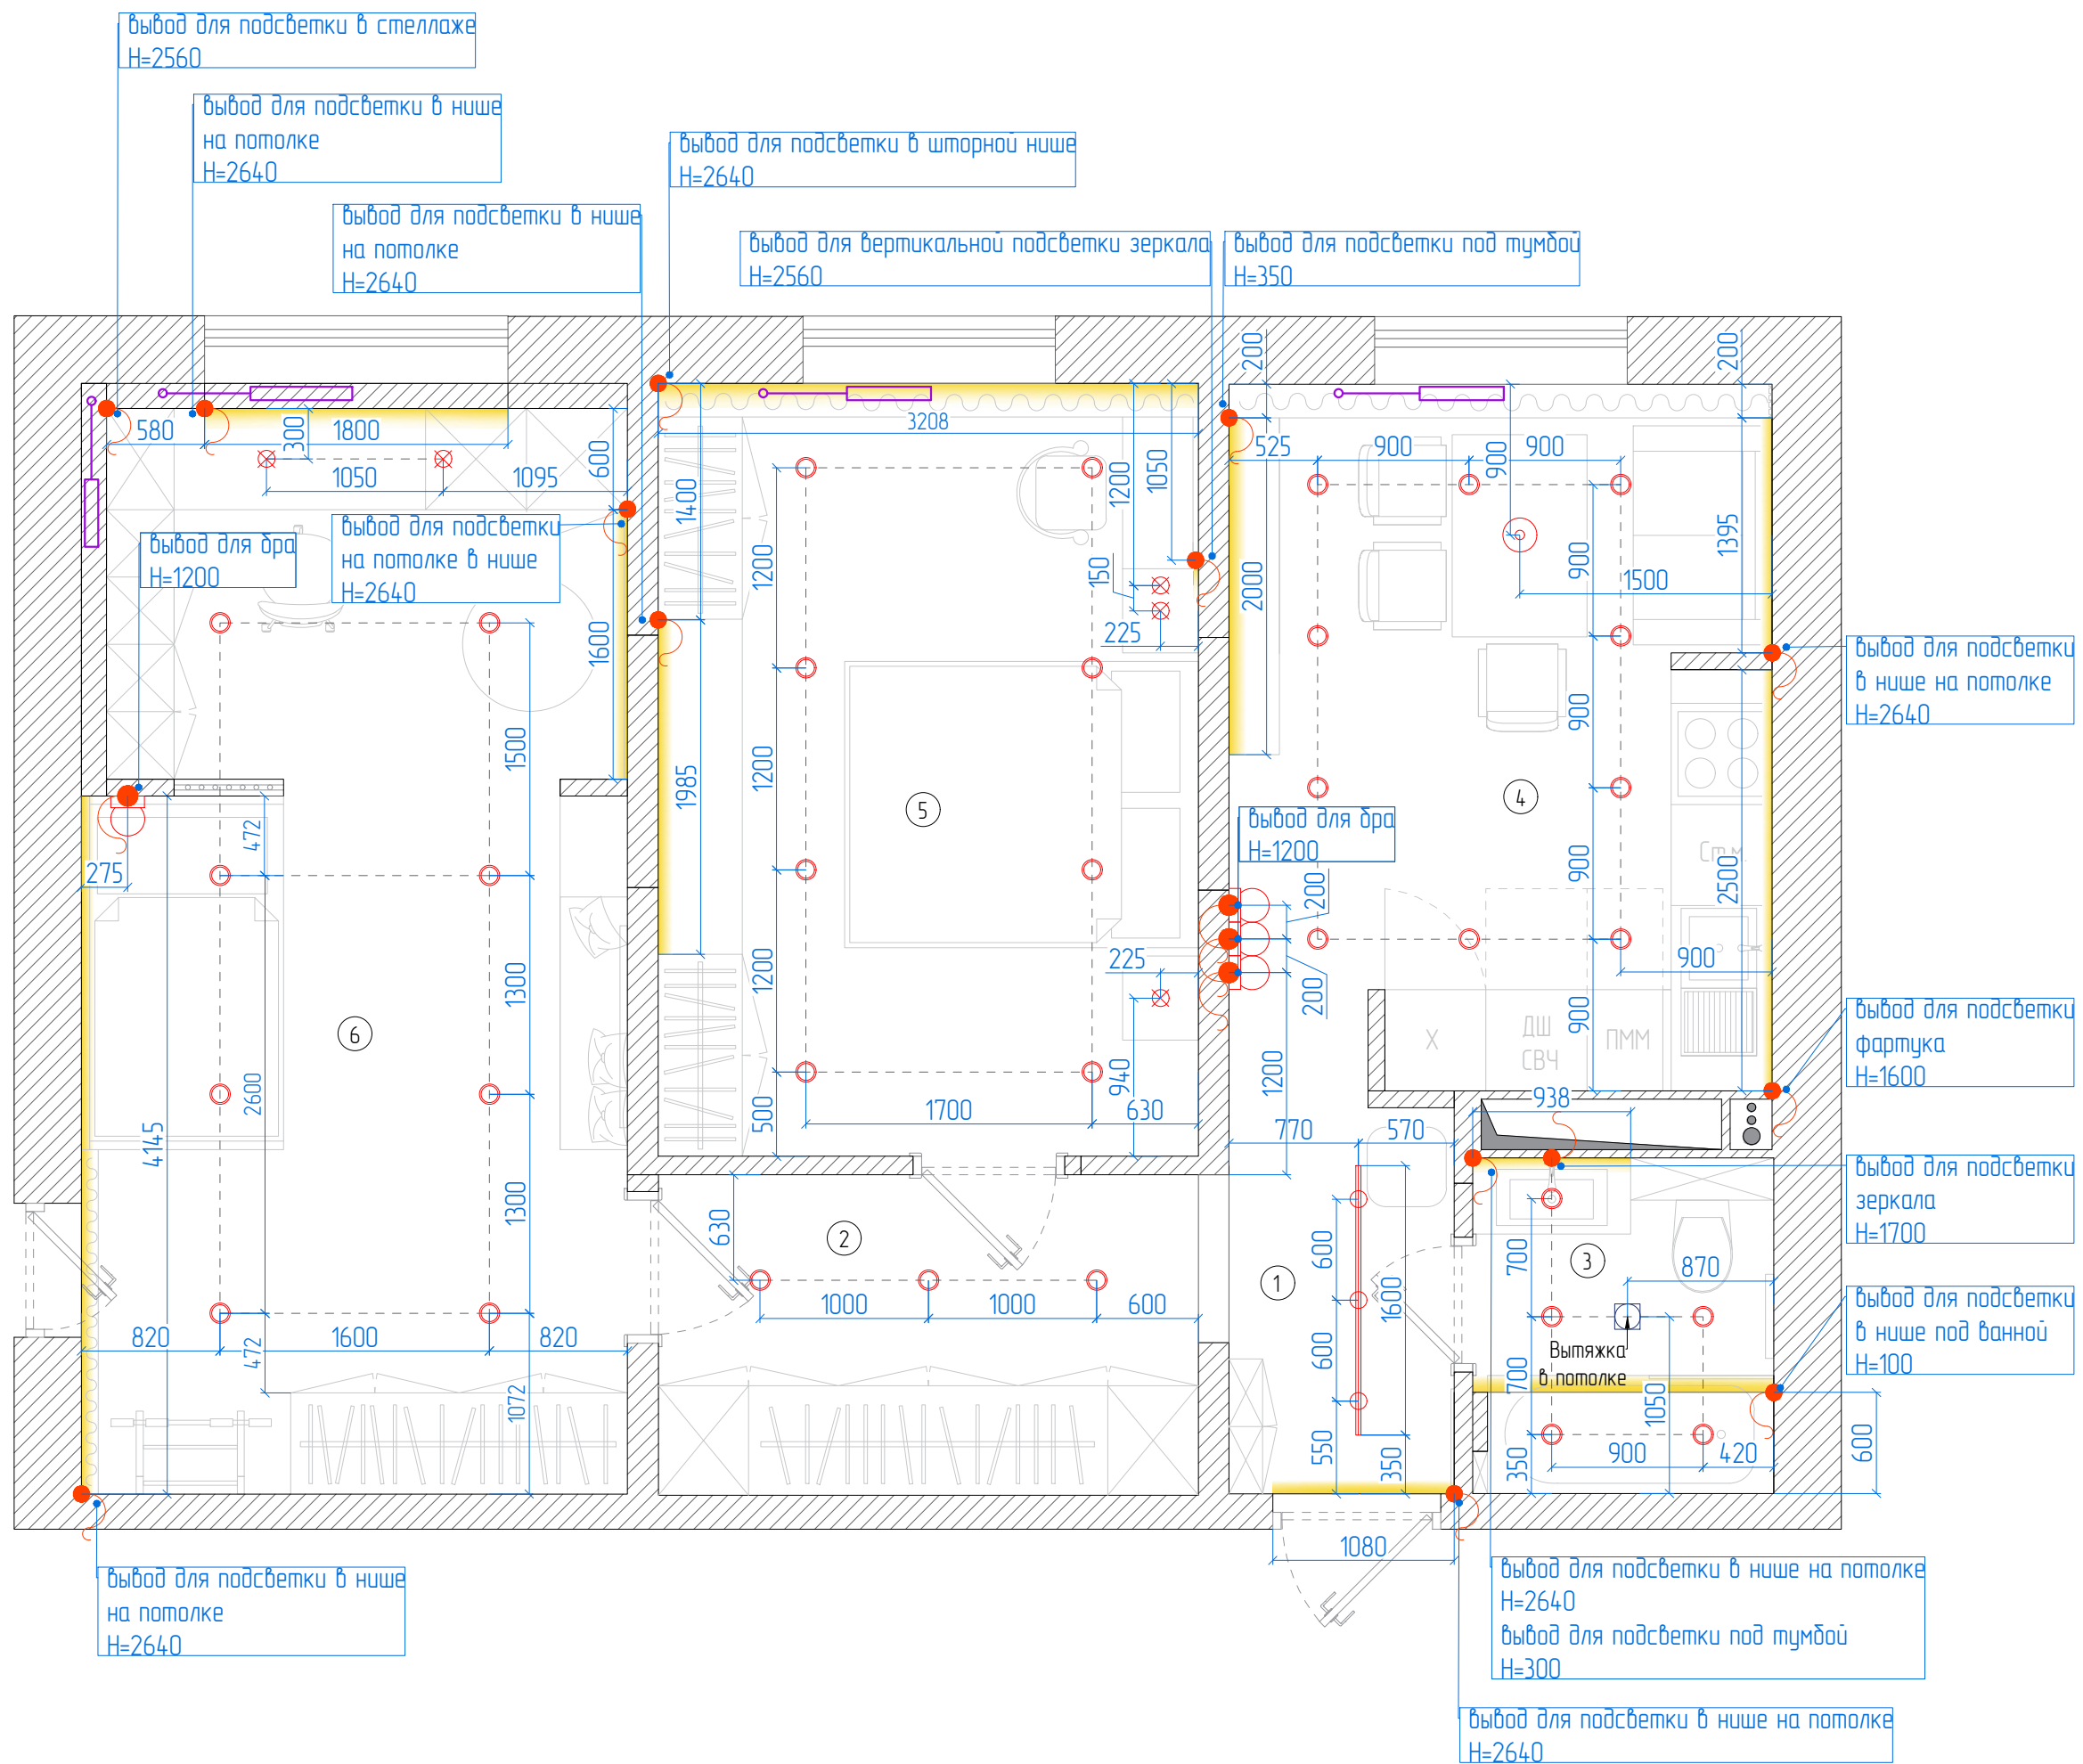 вывод для подсветки в стеллаже
H=2560
вывод для подсветки в нише
на потолке
H=2640
вывод для подсветки в шторной нише
H=2640
вывод для подсветки в нише
на потолке
H=2640
вывод для вертикальной подсветки зеркала
H=2560
вывод для подсветки под тумбой
H=350
200
200
580
1800
300
1050
1095
600
3208
1400
1200
1050
525
900
900
900
1395
1500
вывод для бра
H=1200
вывод для подсветки
на потолке в нише
H=2640
1600
1500
1200
150
225
2000
900
вывод для подсветки
в нише на потолке
H=2640
1985
1200
900
5
4
472
275
вывод для бра
H=1200
200
900
Ст.м.
2500
900
6
1300
1200
225
200
900
Х
ДШ
СВЧ
ПММ
вывод для подсветки
фартука
H=1600
2600
4145
940
1200
938
500
1700
630
770
570
вывод для подсветки
зеркала
H=1700
1300
630
2
1
3
600
1600
700
870
1000
1000
600
Вытяжка
в потолке
вывод для подсветки
в нише под ванной
H=100
820
1600
820
472
1072
600
700
1050
550
350
350
900
420
600
1080
вывод для подсветки в нише
на потолке
H=2640
вывод для подсветки в нише на потолке
H=2640
вывод для подсветки под тумбой
H=300
вывод для подсветки в нише на потолке
H=2640